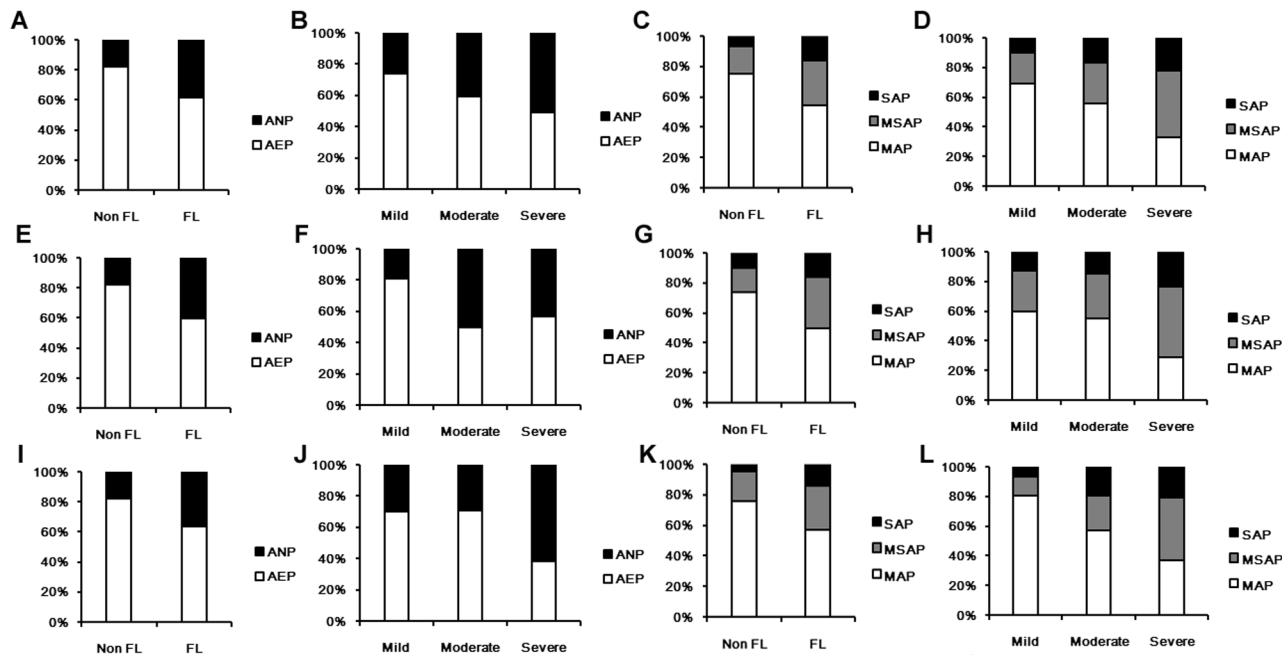 A
100%
80%
60%
40%
20%
0%
Non FL FL
ANP
AEP
B
100%
80%
60%
40%
20%
0%
Mild Moderate Severe
ANP
AEP
C
100%
80%
60%
40%
20%
0%
Non FL FL
SAP
MSAP
MAP
D
100%
80%
60%
40%
20%
0%
Mild Moderate Severe
SAP
MSAP
MAP
E
100%
80%
60%
40%
20%
0%
Non FL FL
ANP
AEP
F
100%
80%
60%
40%
20%
0%
Mild Moderate Severe
ANP
AEP
G
100%
80%
60%
40%
20%
0%
Non FL FL
SAP
MSAP
MAP
H
100%
80%
60%
40%
20%
0%
Mild Moderate Severe
SAP
MSAP
MAP
I
100%
80%
60%
40%
20%
0%
Non FL FL
ANP
AEP
J
100%
80%
60%
40%
20%
0%
Mild Moderate Severe
ANP
AEP
K
100%
80%
60%
40%
20%
0%
Non FL FL
SAP
MSAP
MAP
L
100%
80%
60%
40%
20%
0%
Mild Moderate Severe
SAP
MSAP
MAP